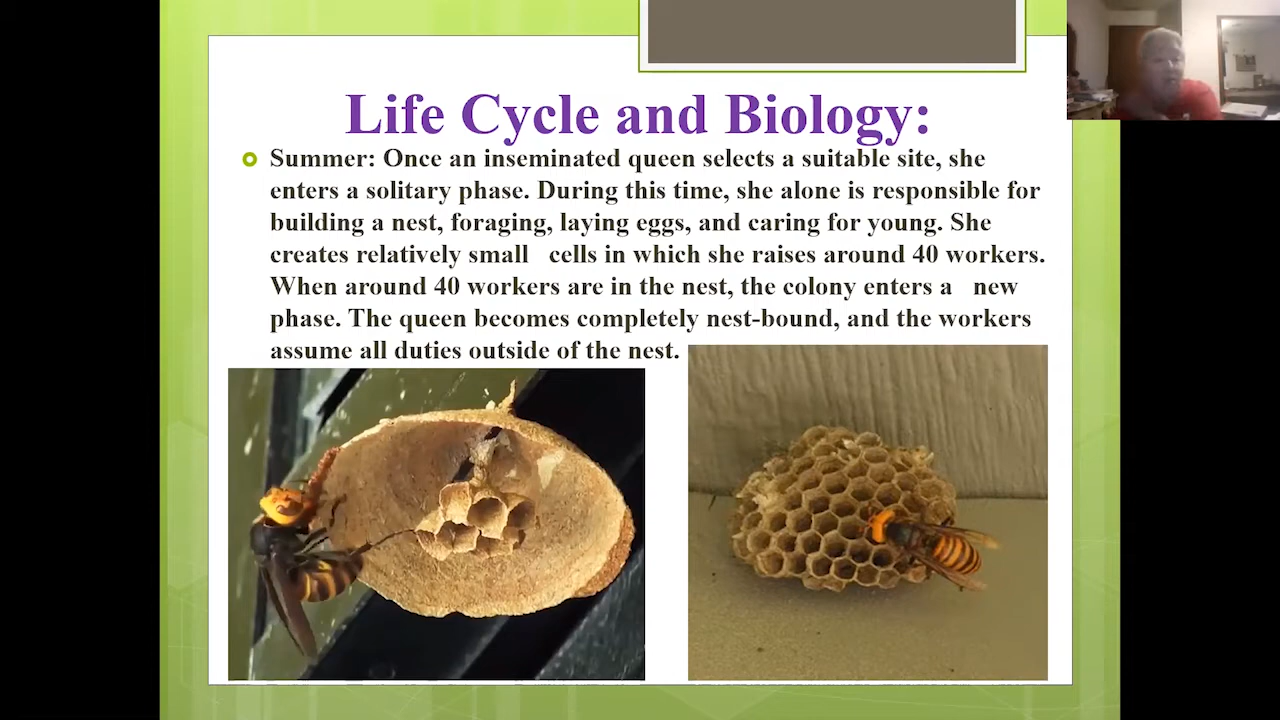 Life Cycle and Biology:
Summer: Once an inseminated queen selects a suitable site, she
enters a solitary phase. During this time, she alone is responsible for
building a nest, foraging, laying eggs, and caring for young. She
creates relatively small   cells in which she raises around 40 workers.
When around 40 workers are in the nest, the colony enters a   new
phase. The queen becomes completely nest-bound, and the workers
assume all duties outside of the nest.